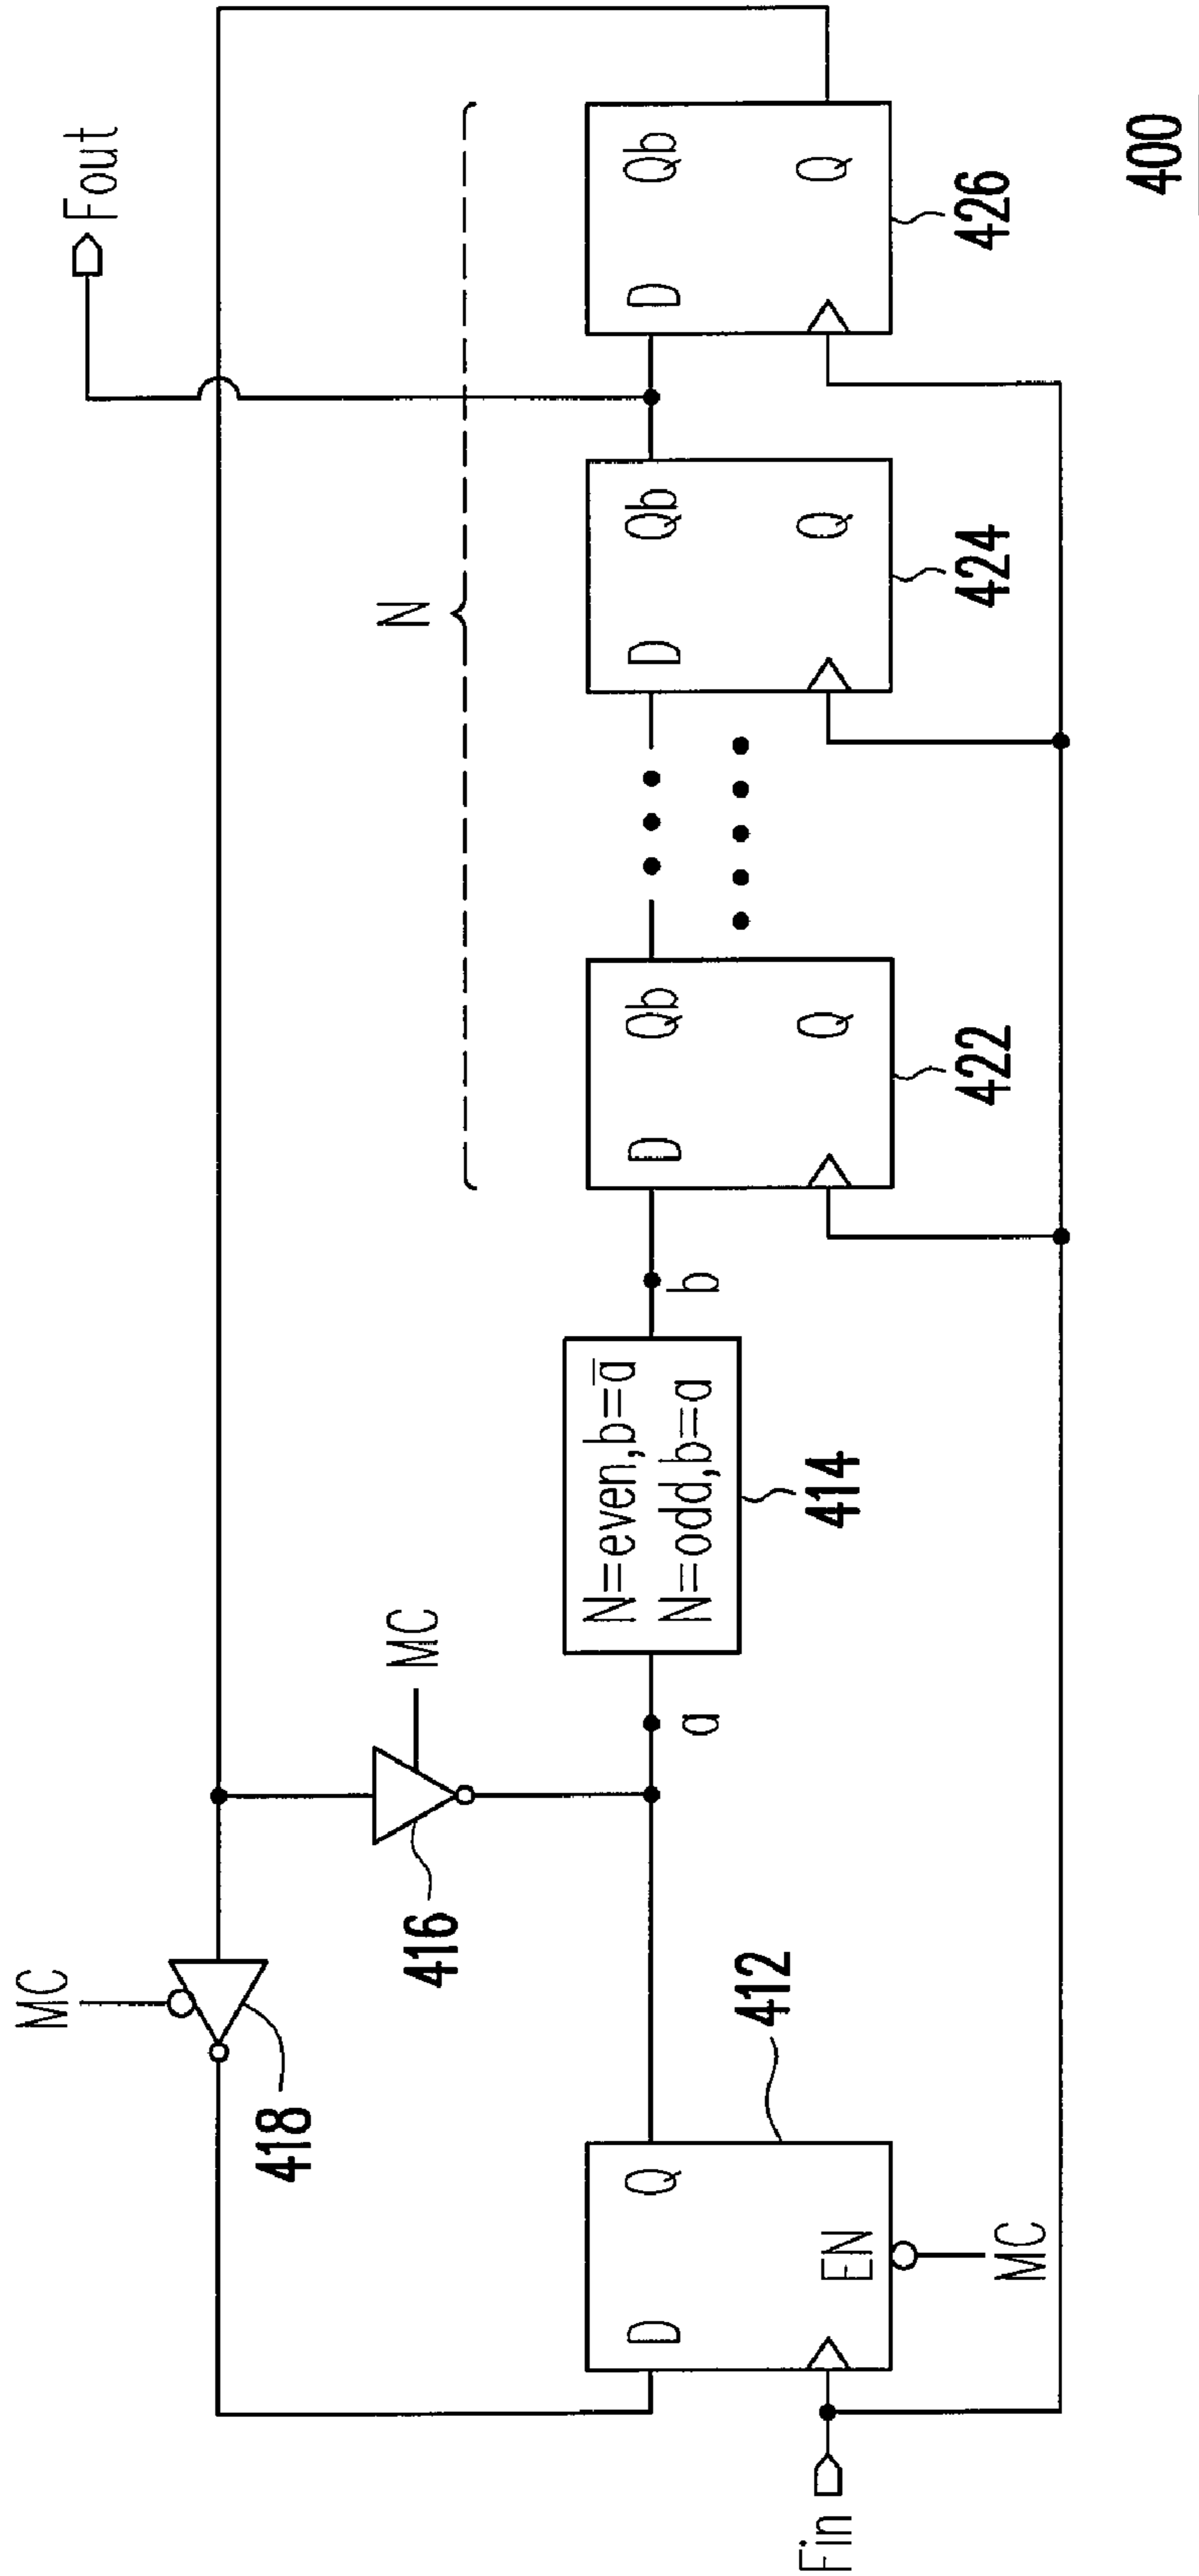 Fout
N
MC
418
MC
416
D
Q
EN
MC
412
a
N=even,b=a̅
N=odd,b=a
414
b
D
Qb
Q
422
D
Qb
Q
424
D
Qb
Q
426
Fin
400